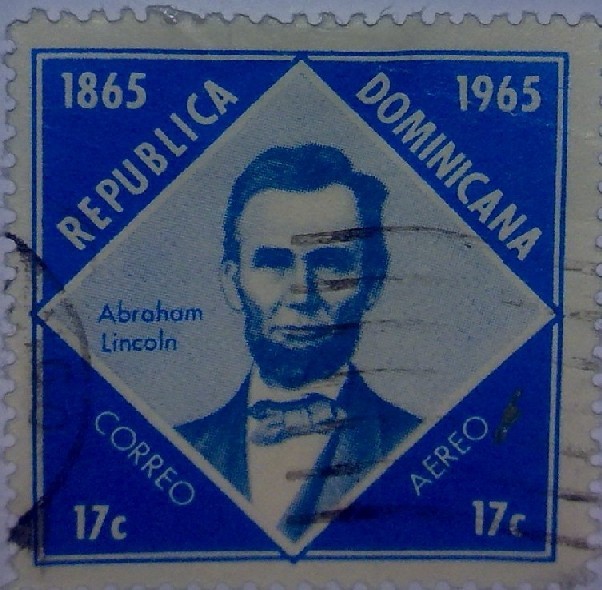 1865
1965
REPUBLICA
DOMINICANA
Abraham
Lincoln
CORREO
AEREO
17c
17c